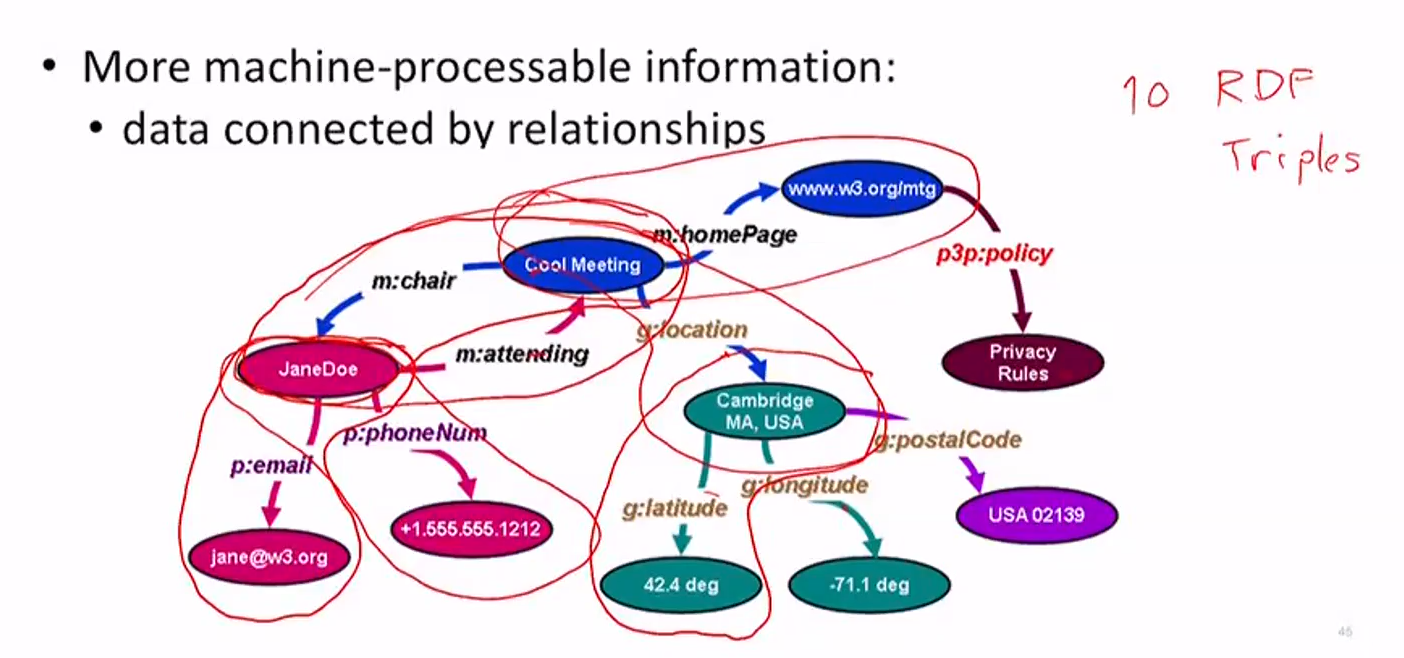 • More machine-processable information:
• data connected by relationships
10 RDF
Triples
www.w3.org/mtg
m:homePage
p3p:policy
Cool Meeting
m:chair
g:location
m:attending
JaneDoe
Privacy
Rules
Cambridge
MA, USA
p:phoneNum
g:postalCode
p:email
g:longitude
g:latitude
USA 02139
+1.555.555.1212
jane@w3.org
42.4 deg
-71.1 deg
45